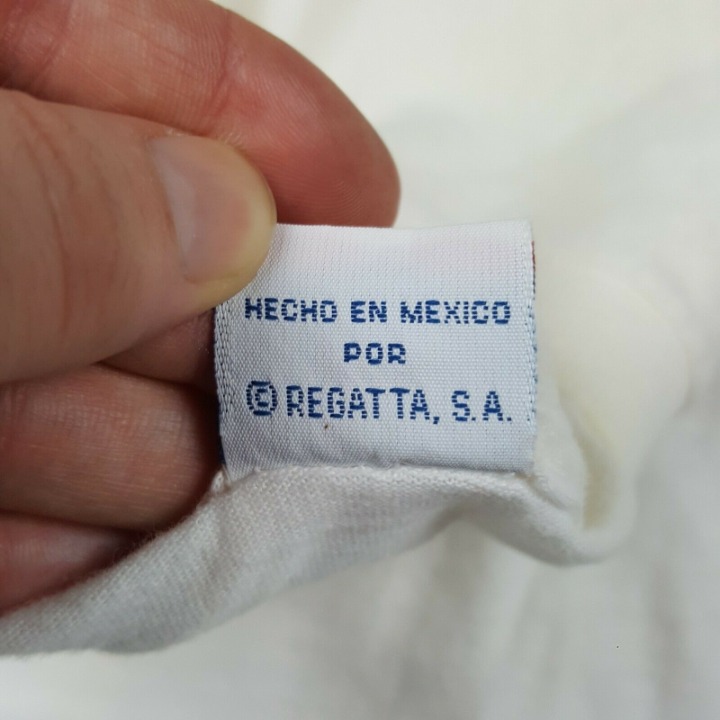 HECHO EN MEXICO
POR
© REGATTA, S.A.